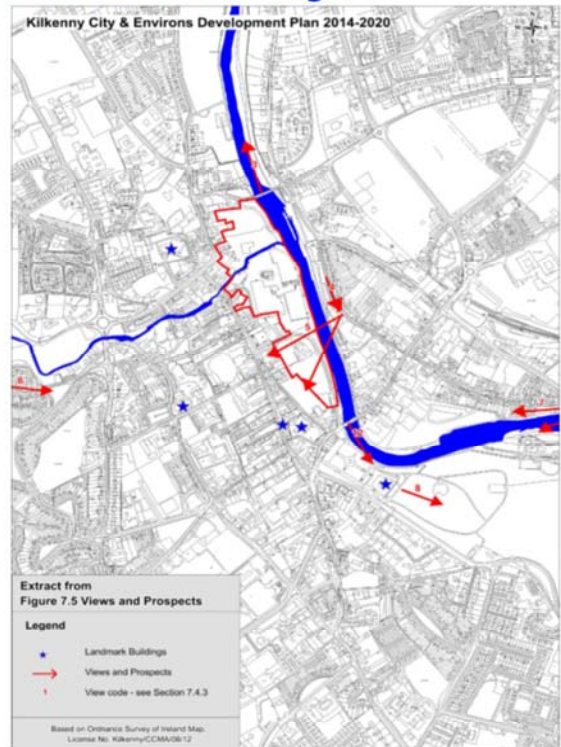 Kilkenny City & Environs Development Plan 2014-2020
6
7
8
Extract from
Figure 7.5 Views and Prospects
Legend
Landmark Buildings
Views and Prospects
1 View code - see Section 7.4.3
Based on Ordnance Survey of Ireland Map.
License No. Kilkenny/CCMA/08/12